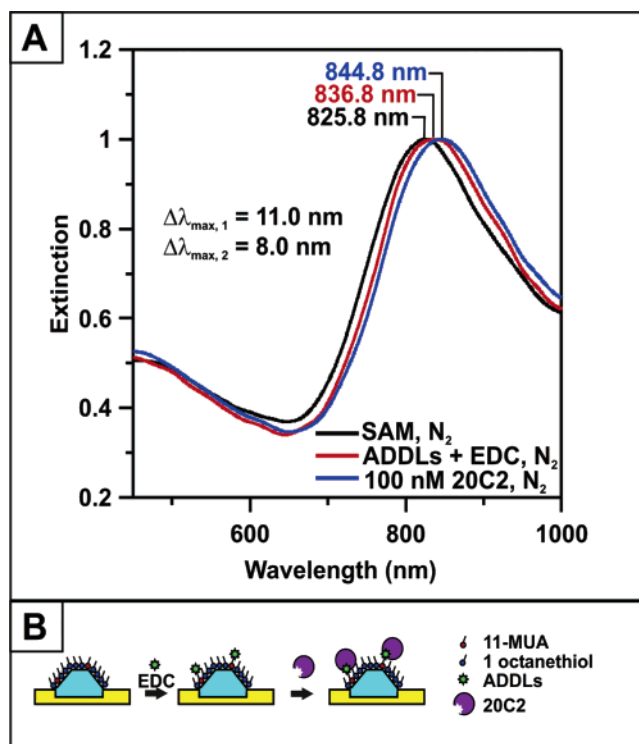 A
1.2
1
0.8
0.6
0.4
0.2
Extinction
844.8 nm
836.8 nm
825.8 nm
Δλmax, 1 = 11.0 nm
Δλmax, 2 = 8.0 nm
SAM, N₂
ADDLs + EDC, N₂
100 nM 20C2, N₂
600
800
1000
Wavelength (nm)
B
EDC
11-MUA
1 octanethiol
ADDLs
20C2